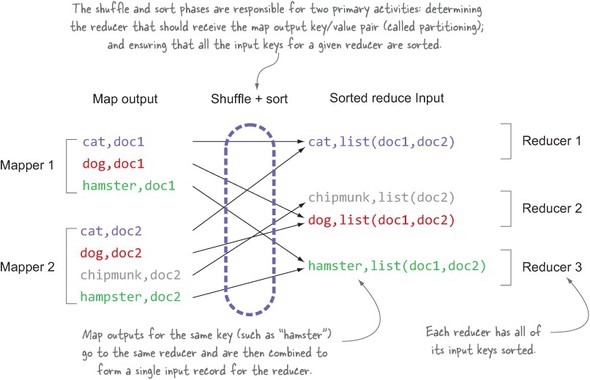 The shuffle and sort phases are responsible for two primary activities: determining
the reducer that should receive the map output key/value pair (called partitioning);
and ensuring that all the input keys for a given reducer are sorted.
Map output
Shuffle + sort
Sorted reduce Input
Mapper 1
cat,doc1
dog,doc1
hamster,doc1
Mapper 2
cat,doc2
dog,doc2
chipmunk,doc2
hampster,doc2
cat,list(doc1,doc2)
Reducer 1
chipmunk,list(doc2)
dog,list(doc1,doc2)
Reducer 2
hamster,list(doc1,doc2)
Reducer 3
Map outputs for the same key (such as "hamster")
go to the same reducer and are then combined to
form a single input record for the reducer.
Each reducer has all of
its input keys sorted.